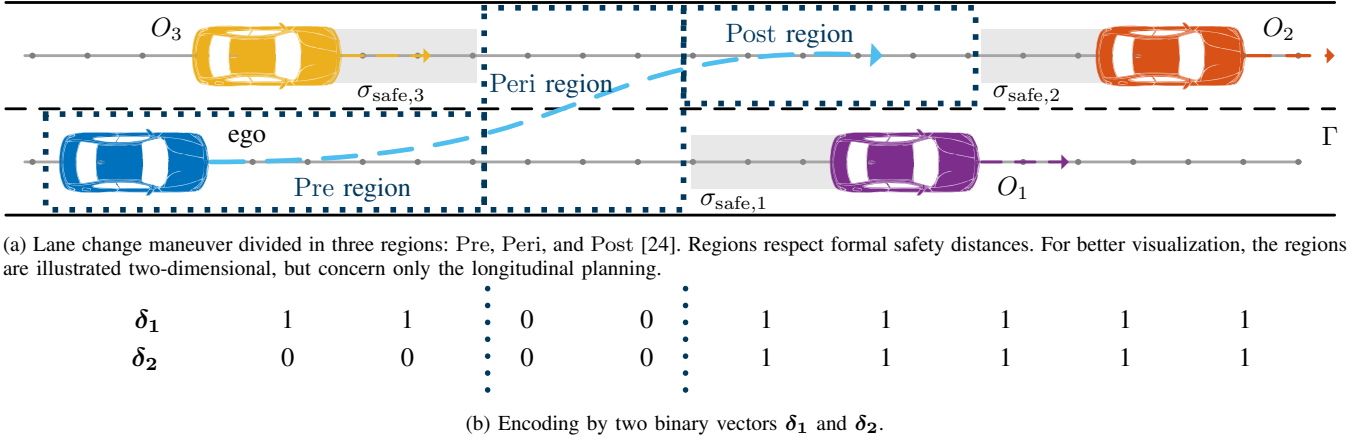 O₃ Post region O₂
Peri region
σsafe,3 σsafe,2
ego Γ
Pre region O₁
σsafe,1
(a) Lane change maneuver divided in three regions: Pre, Peri, and Post [24]. Regions respect formal safety distances. For better visualization, the regions
are illustrated two-dimensional, but concern only the longitudinal planning.
δ₁ 1 1 0 0 1 1 1 1 1
δ₂ 0 0 0 0 1 1 1 1 1
(b) Encoding by two binary vectors δ₁ and δ₂.